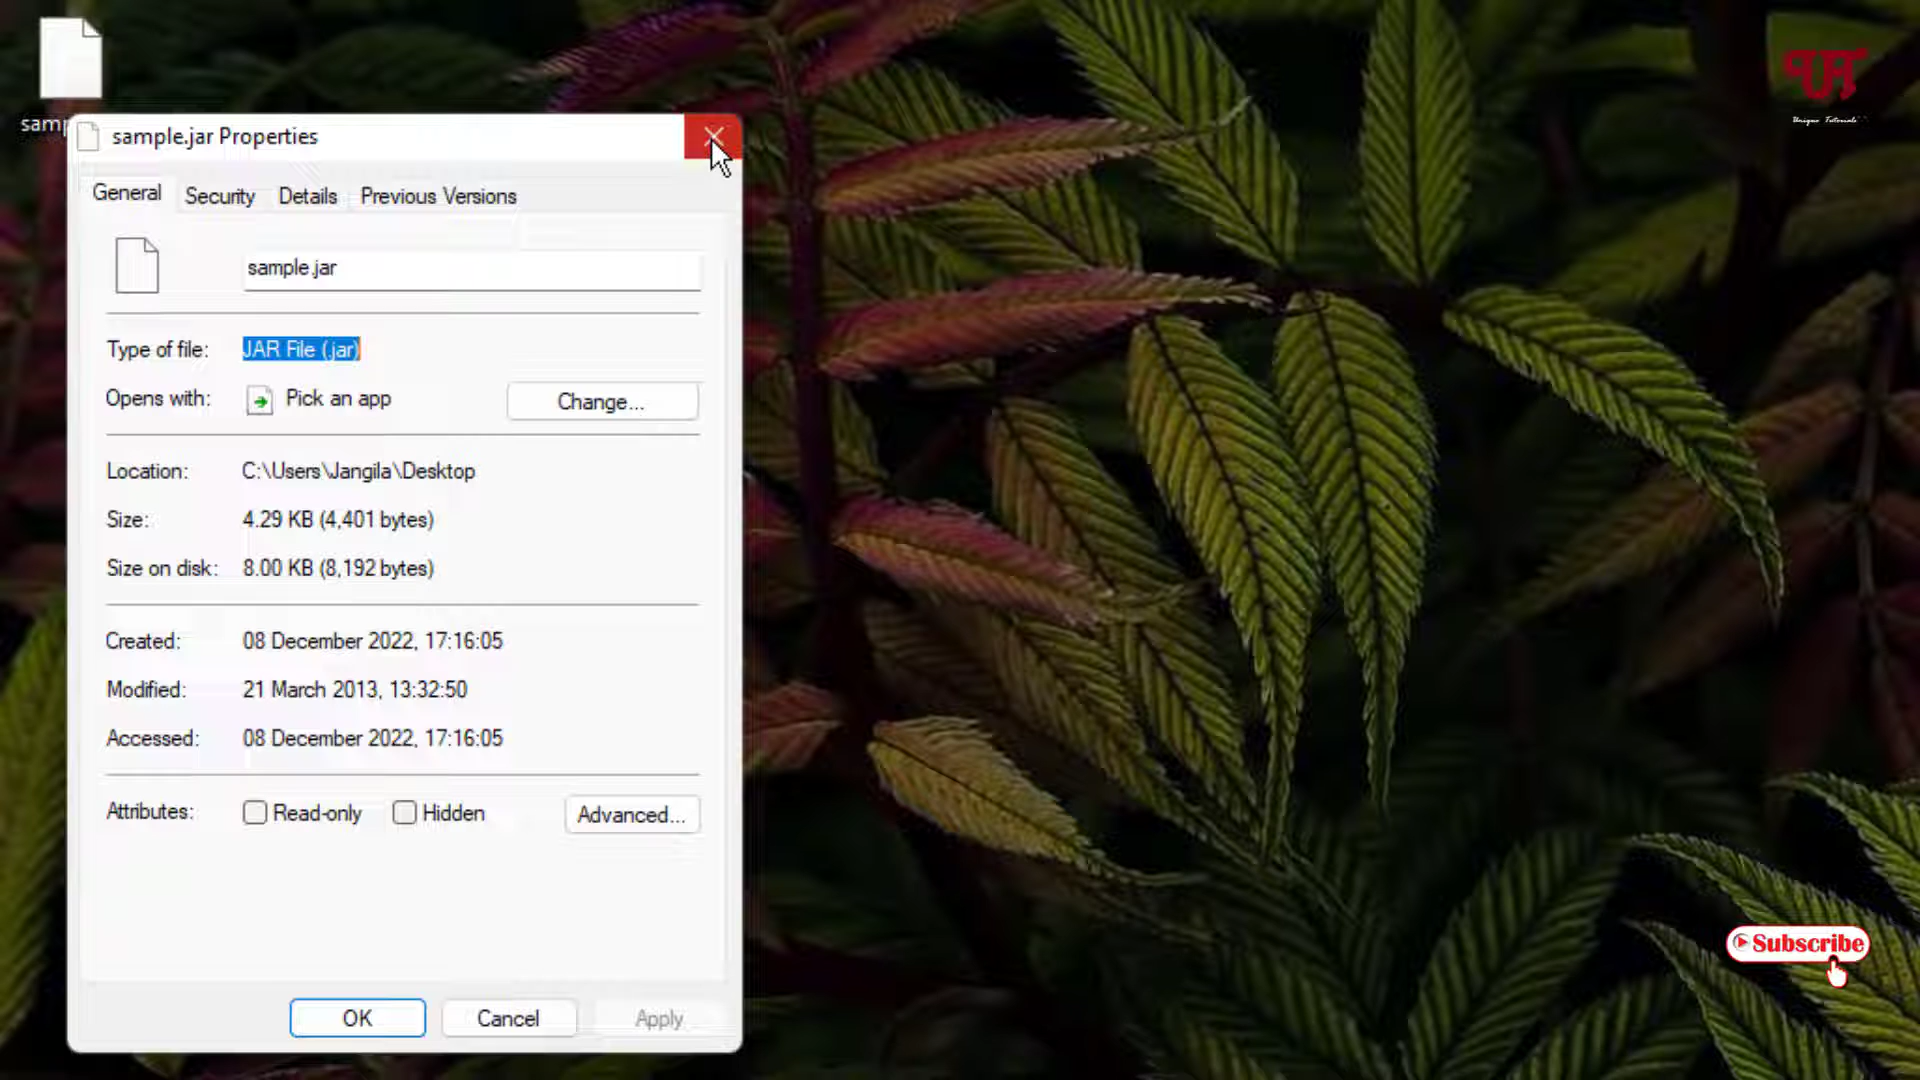 samp
sample.jar Properties
General Security Details Previous Versions
sample.jar
Type of file: JAR File (.jar)
Opens with: Pick an app Change...
Location: C:\Users\Jangila\Desktop
Size: 4.29 KB (4,401 bytes)
Size on disk: 8.00 KB (8,192 bytes)
Created: 08 December 2022, 17:16:05
Modified: 21 March 2013, 13:32:50
Accessed: 08 December 2022, 17:16:05
Attributes: Read-only Hidden Advanced...
OK Cancel Apply
UT
Unique Tutorials
Subscribe